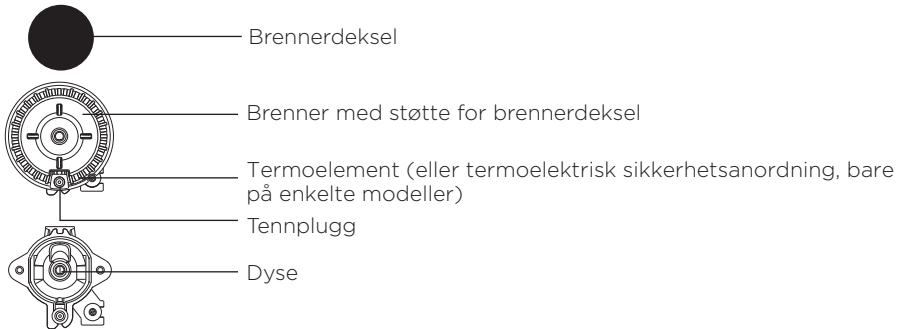 Brennerdeksel
Brenner med støtte for brennerdeksel
Termoelement (eller termoelektrisk sikkerhetsanordning, bare
på enkelte modeller)
Tennplugg
Dyse